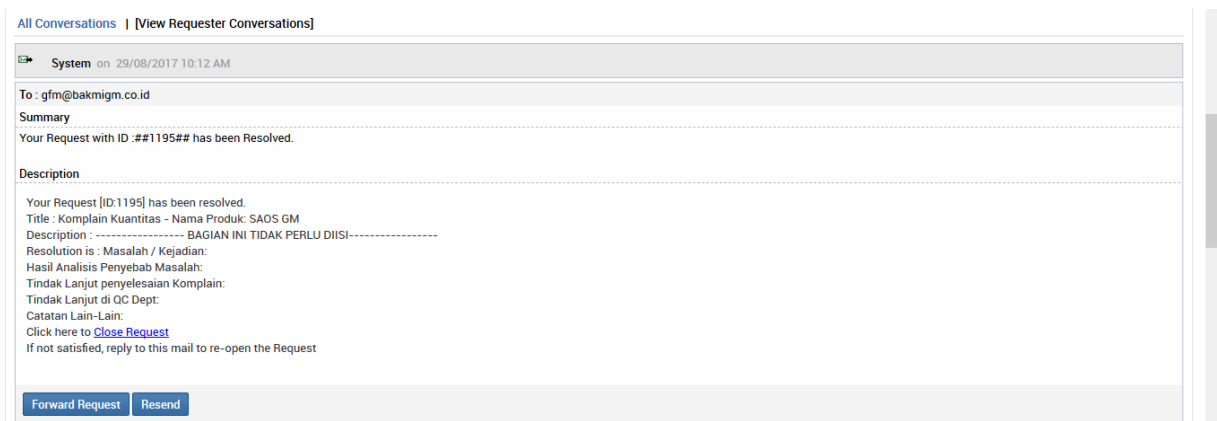 All Conversations | [View Requester Conversations]
System on 29/08/2017 10:12 AM
To : gfm@bakmigm.co.id
Summary
Your Request with ID :##1195## has been Resolved.
Description
Your Request [ID:1195] has been resolved.
Title : Komplain Kuantitas - Nama Produk: SAOS GM
Description : ----------------- BAGIAN INI TIDAK PERLU DIISI-----------------
Resolution is : Masalah / Kejadian:
Hasil Analisis Penyebab Masalah:
Tindak Lanjut penyelesaian Komplain:
Tindak Lanjut di QC Dept:
Catatan Lain-Lain:
Click here to Close Request
If not satisfied, reply to this mail to re-open the Request
Forward Request Resend